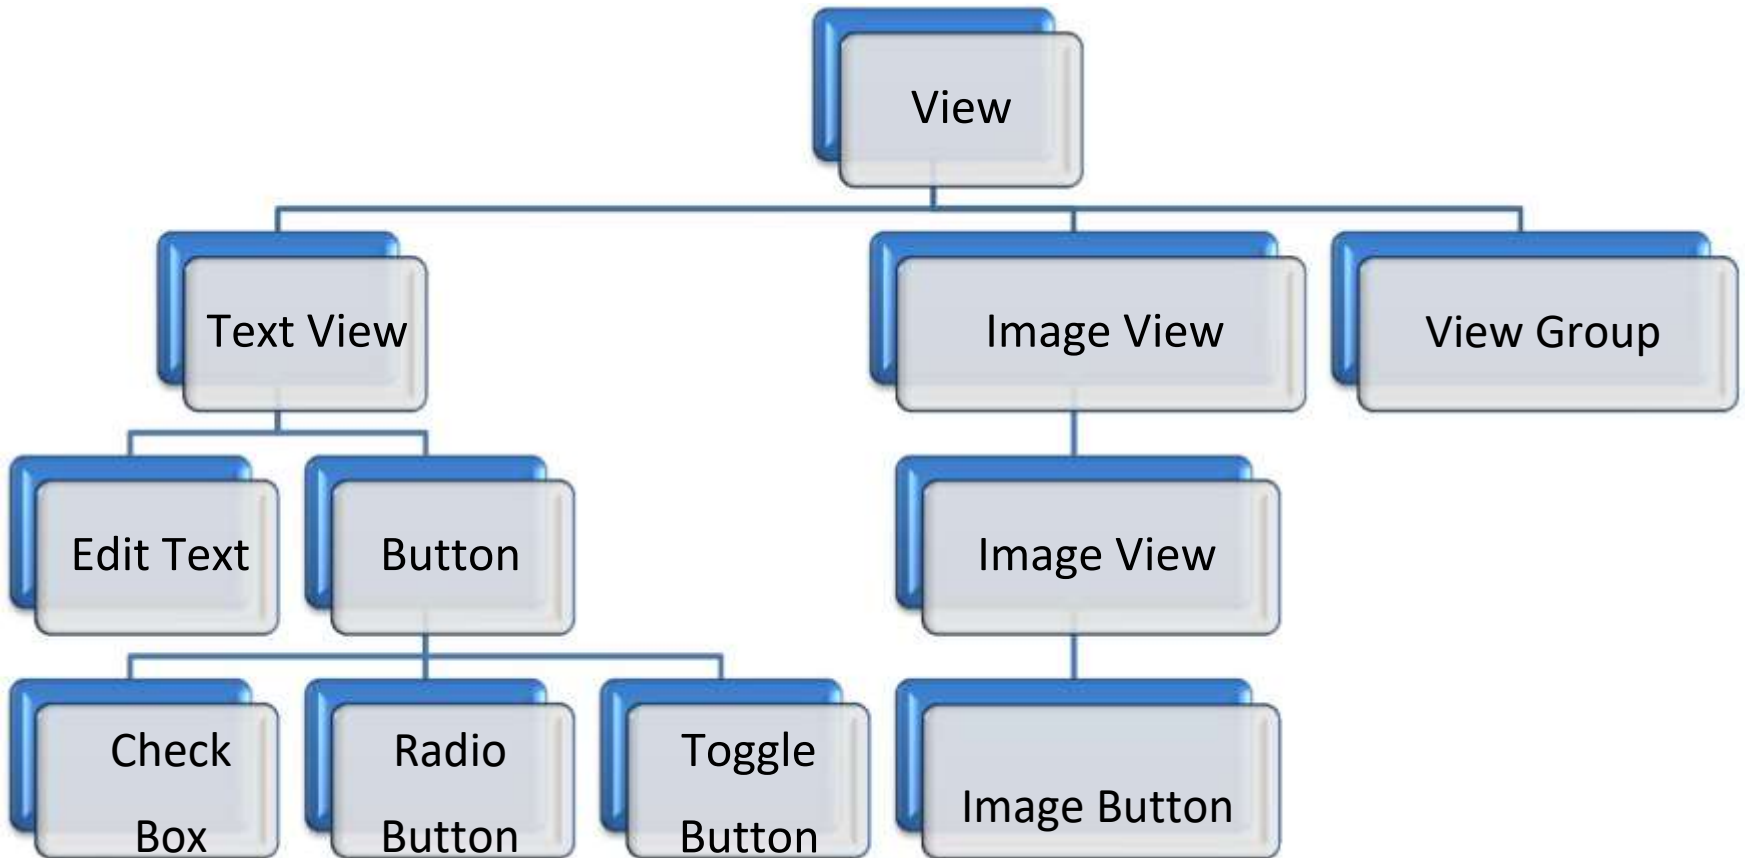 View
Text View
Image View
View Group
Edit Text
Button
Image View
Check
Box
Radio
Button
Toggle
Button
Image Button